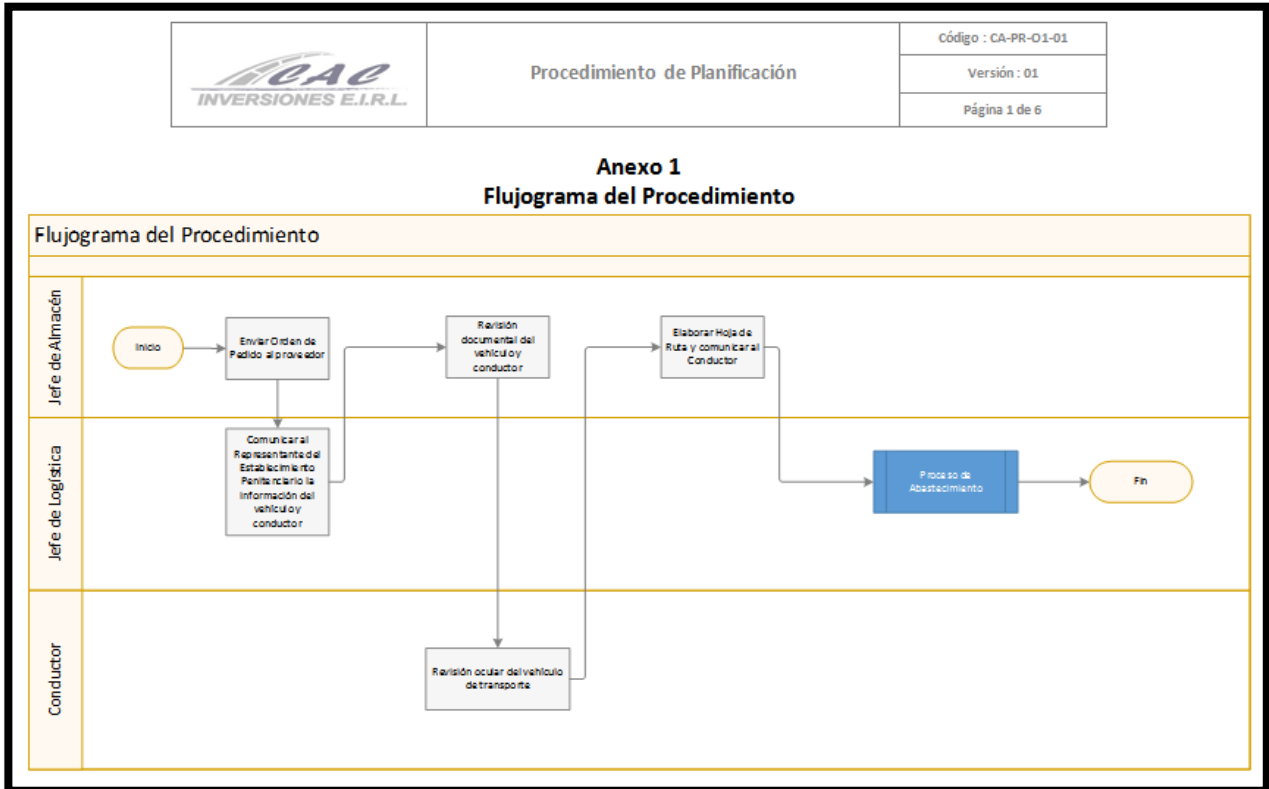 CAC
INVERSIONES E.I.R.L.
Procedimiento de Planificación
Código : CA-PR-O1-01
Versión : 01
Página 1 de 6
Anexo 1
Flujograma del Procedimiento
Flujograma del Procedimiento
Jefe de Almacén
Inicio
Enviar Orden de
Pedido al proveedor
Revisión
documental del
vehículo y
conductor
Elaborar Hoja de
Ruta y comunicar al
Conductor
Jefe de Logística
Comunicar al
Representante del
Establecimiento
Penitenciario la
información del
vehículo y
conductor
Proceso de
Abastecimiento
Fin
Conductor
Revisión ocular del vehículo
de transporte